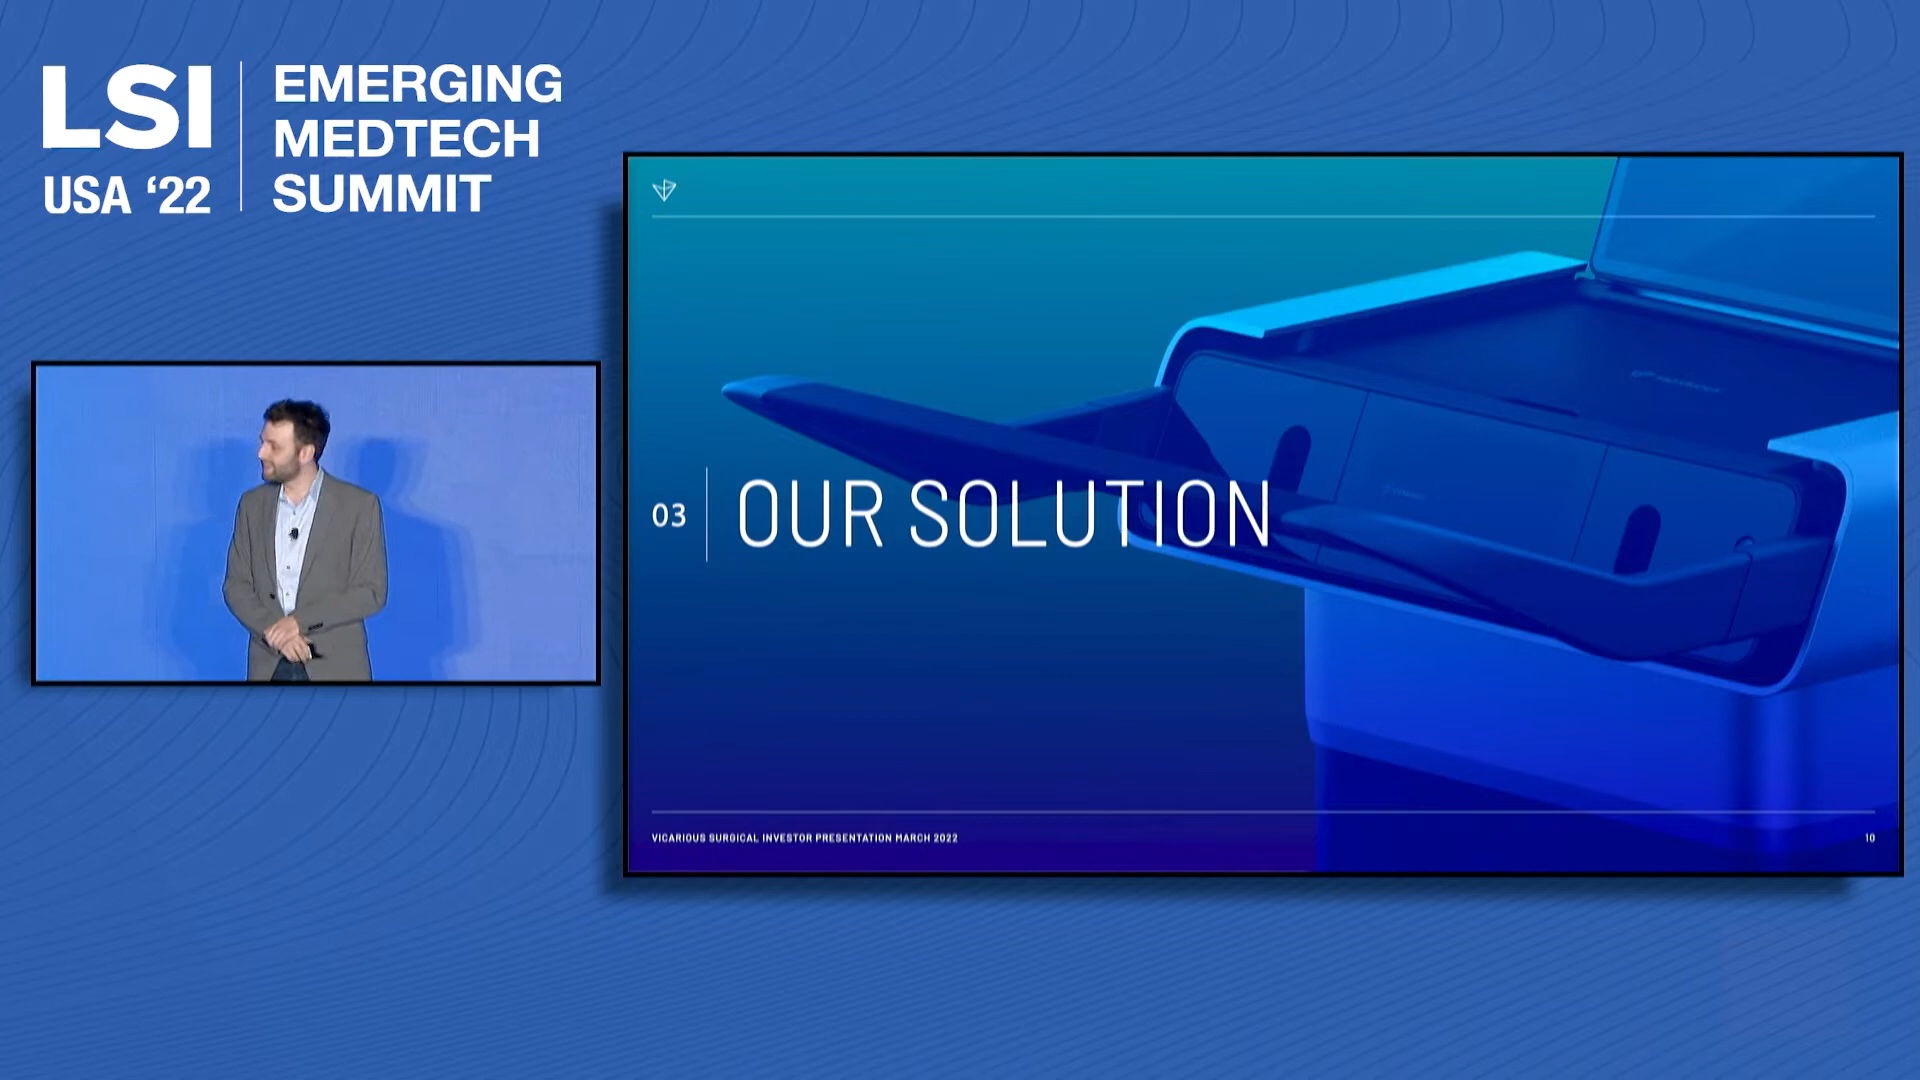 LSI
USA ‘22
EMERGING
MEDTECH
SUMMIT
03
OUR SOLUTION
VICARIOUS SURGICAL INVESTOR PRESENTATION MARCH 2022
10